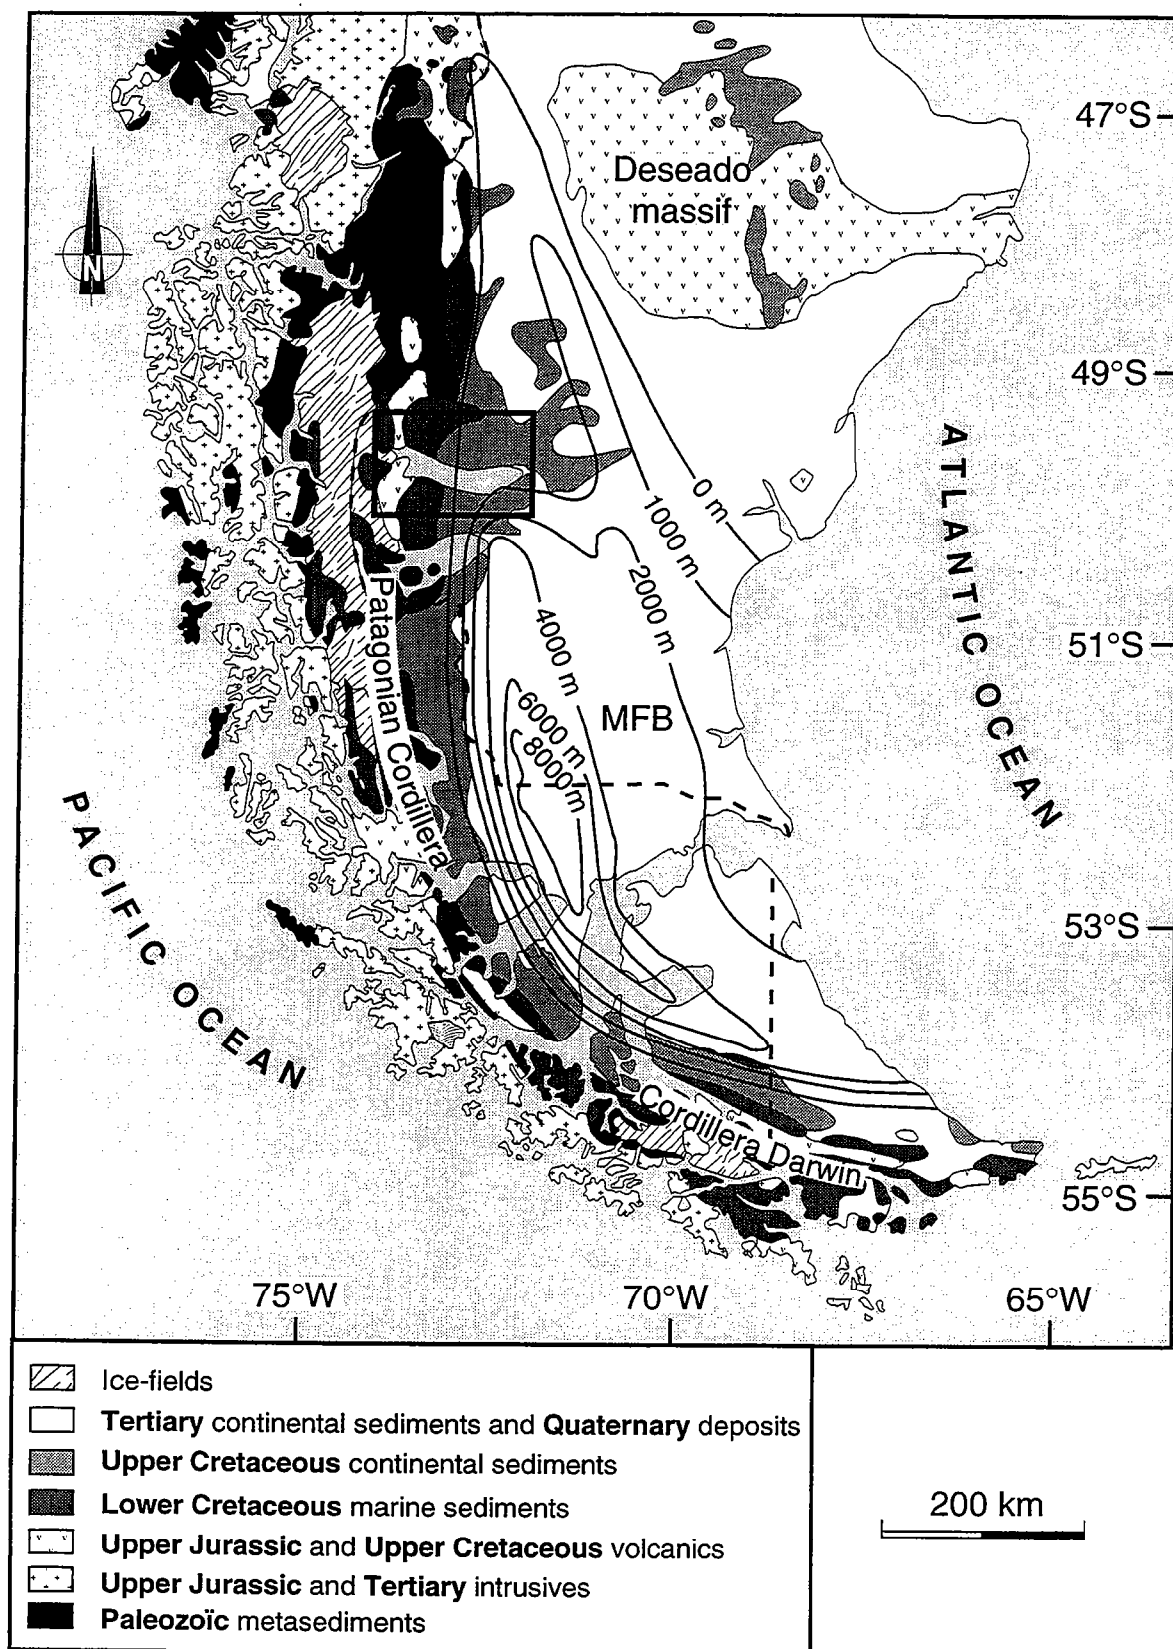 47°S
Deseado
massif
N
49°S
ATLANTIC OCEAN
0 m
1000 m
2000 m
4000 m
6000 m
8000 m
Patagonian Cordillera
51°S
MFB
PACIFIC OCEAN
53°S
Cordillera Darwin
55°S
75°W
70°W
65°W
Ice-fields
Tertiary continental sediments and Quaternary deposits
Upper Cretaceous continental sediments
Lower Cretaceous marine sediments
Upper Jurassic and Upper Cretaceous volcanics
Upper Jurassic and Tertiary intrusives
Paleozoïc metasediments
200 km